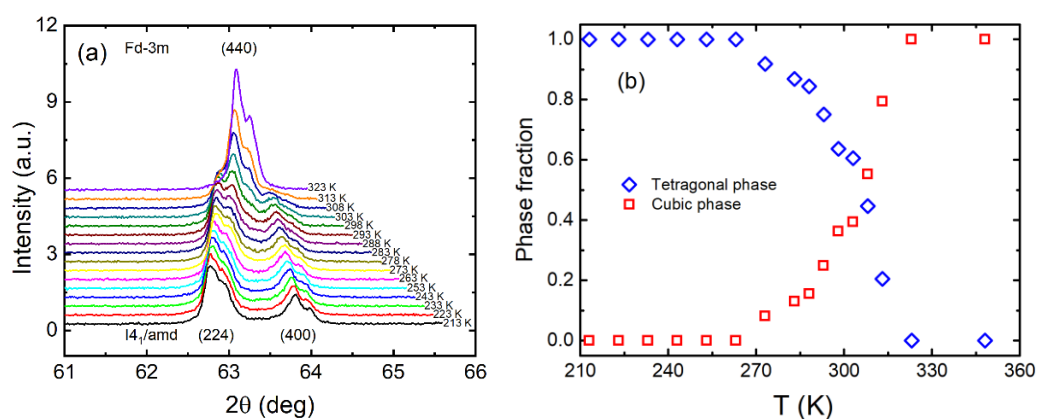 (a)
Fd-3m
(440)
12
9
6
3
0
Intensity (a.u.)
323 K
313 K
308 K
303 K
298 K
293 K
288 K
283 K
278 K
273 K
263 K
253 K
243 K
233 K
223 K
213 K
I4₁/amd
(224)
(400)
61 62 63 64 65 66
2θ (deg)
(b)
1.0
0.8
0.6
0.4
0.2
0.0
Phase fraction
Tetragonal phase
Cubic phase
210 240 270 300 330 360
T (K)